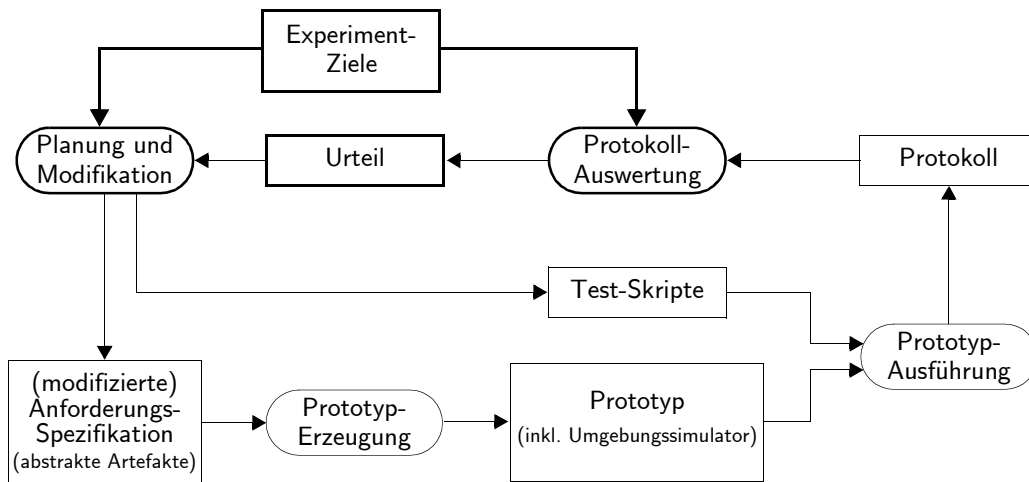 Experiment-
Ziele
Planung und
Modifikation
Urteil
Protokoll-
Auswertung
Protokoll
Test-Skripte
Prototyp-
Ausführung
(modifizierte)
Anforderungs-
Spezifikation
(abstrakte Artefakte)
Prototyp-
Erzeugung
Prototyp
(inkl. Umgebungssimulator)